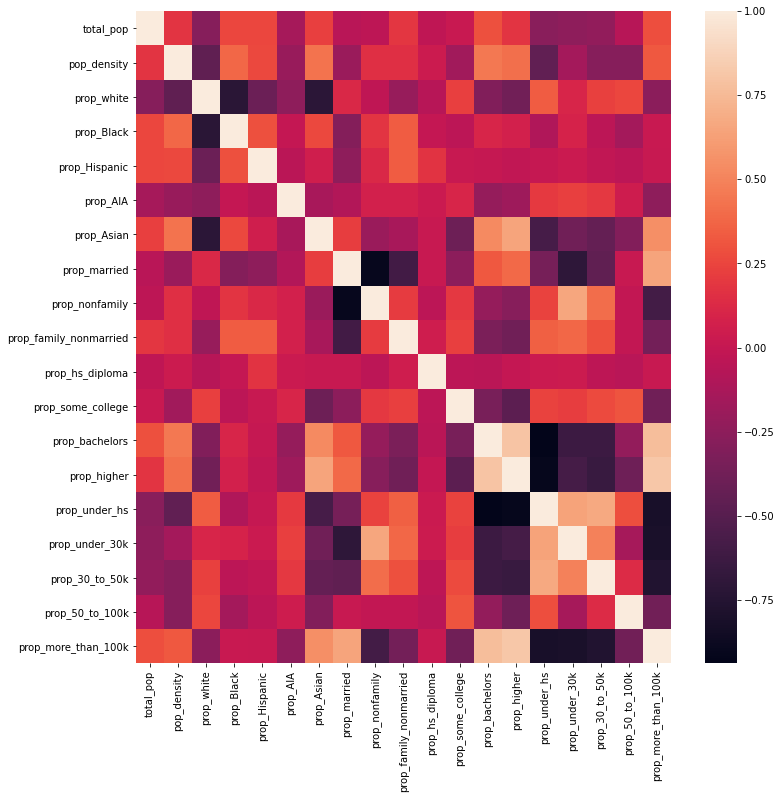 total_pop
pop_density
prop_white
prop_Black
prop_Hispanic
prop_AIA
prop_Asian
prop_married
prop_nonfamily
prop_family_nonmarried
prop_hs_diploma
prop_some_college
prop_bachelors
prop_higher
prop_under_hs
prop_under_30k
prop_30_to_50k
prop_50_to_100k
prop_more_than_100k
total_pop
pop_density
prop_white
prop_Black
prop_Hispanic
prop_AIA
prop_Asian
prop_married
prop_nonfamily
prop_family_nonmarried
prop_hs_diploma
prop_some_college
prop_bachelors
prop_higher
prop_under_hs
prop_under_30k
prop_30_to_50k
prop_50_to_100k
prop_more_than_100k
1.00
0.75
0.50
0.25
0.00
−0.25
−0.50
−0.75